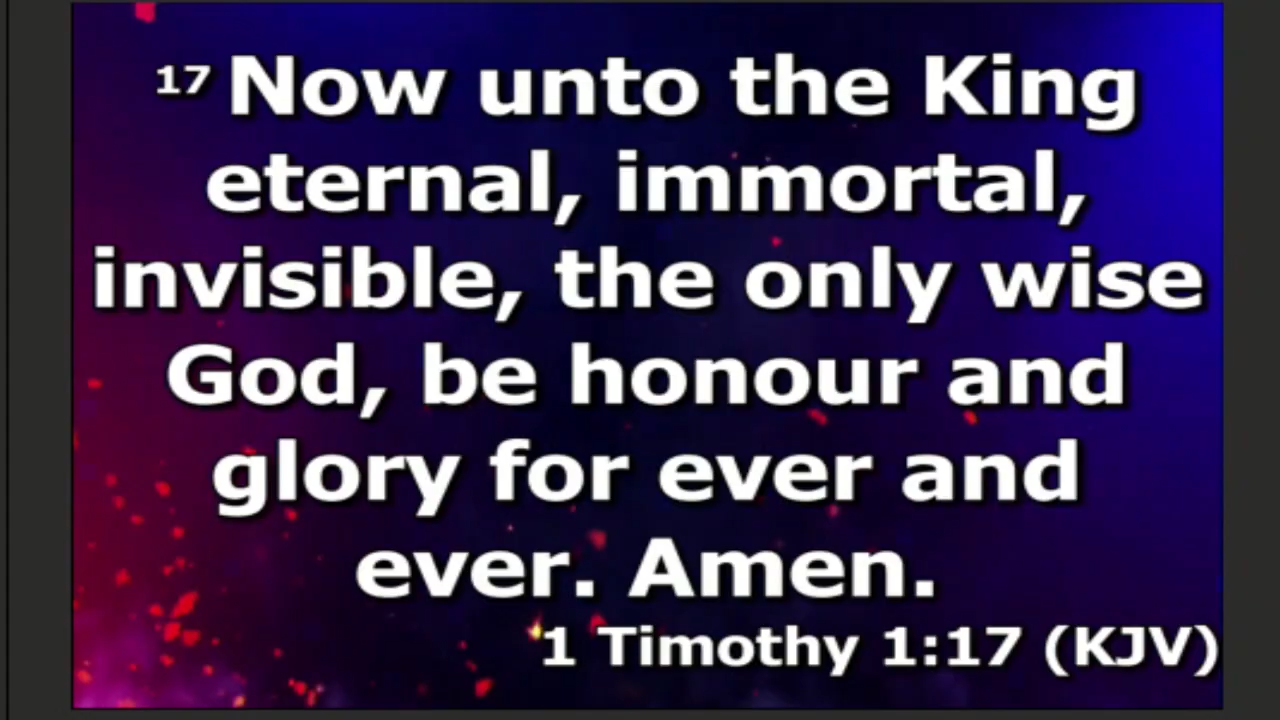 17 Now unto the King
eternal, immortal,
invisible, the only wise
God, be honour and
glory for ever and
ever. Amen.
1 Timothy 1:17 (KJV)